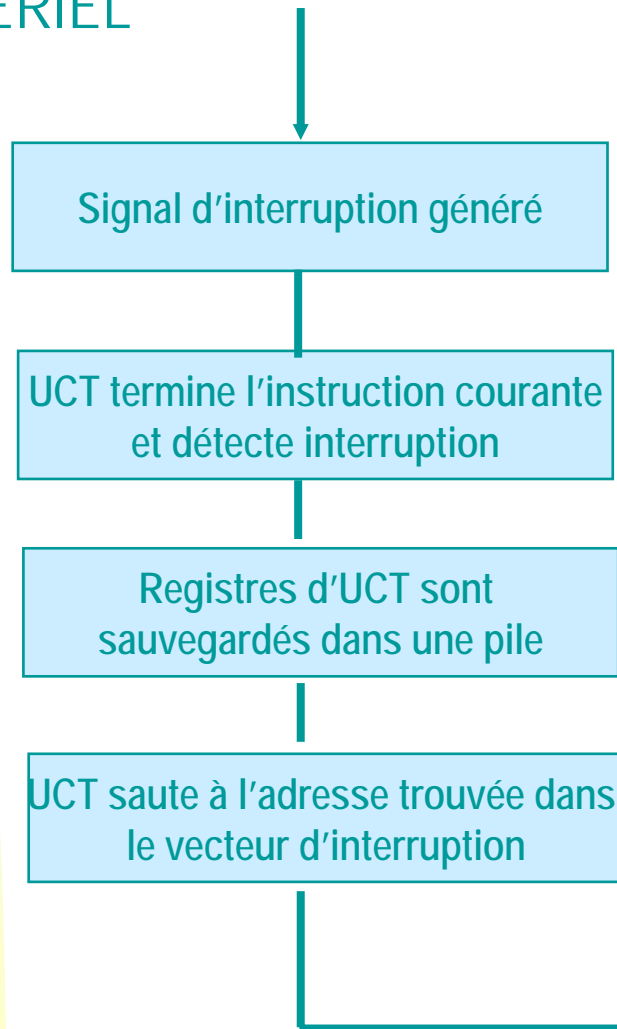 ÉRIEL
Signal d'interruption généré
UCT termine l'instruction courante
et détecte interruption
Registres d'UCT sont
sauvegardés dans une pile
UCT saute à l'adresse trouvée dans
le vecteur d'interruption